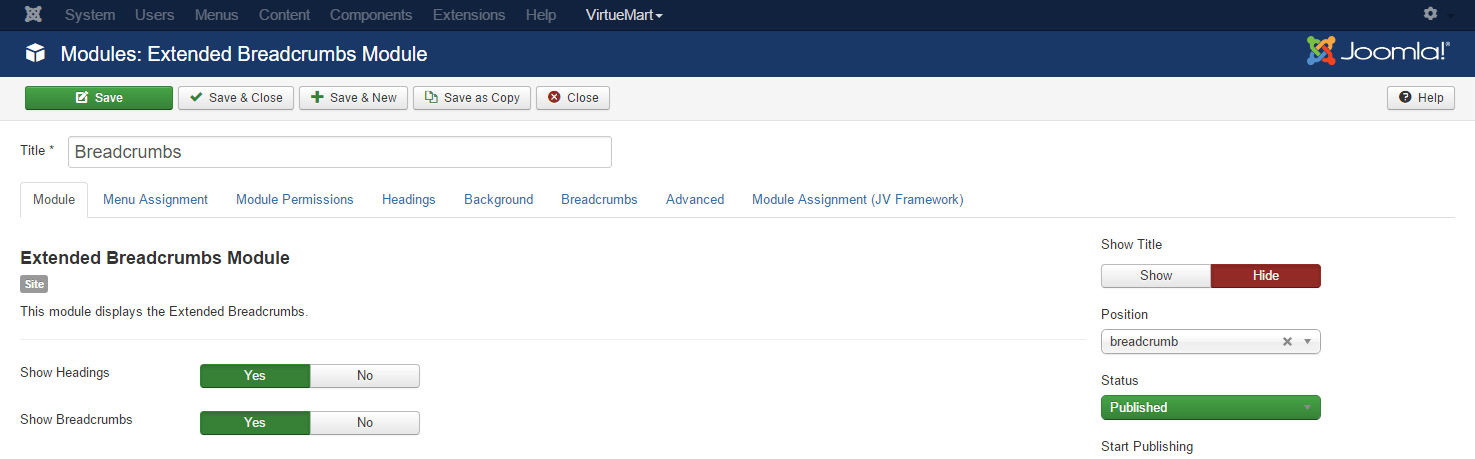 System Users Menus Content Components Extensions Help VirtueMart
Modules: Extended Breadcrumbs Module
Joomla!®
Save Save & Close Save & New Save as Copy Close Help
Title * Breadcrumbs
Module Menu Assignment Module Permissions Headings Background Breadcrumbs Advanced Module Assignment (JV Framework)
Extended Breadcrumbs Module
Site
This module displays the Extended Breadcrumbs.
Show Headings Yes No
Show Breadcrumbs Yes No
Show Title
Show Hide
Position
breadcrumb
Status
Published
Start Publishing